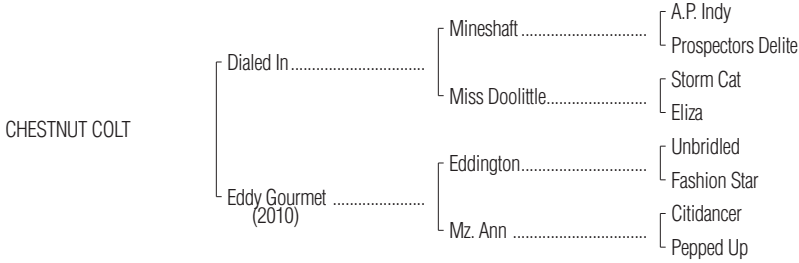 A.P. Indy
Mineshaft
Prospectors Delite
Dialed In
Storm Cat
Miss Doolittle
Eliza
CHESTNUT COLT
Unbridled
Eddington
Fashion Star
Eddy Gourmet
(2010)
Citidancer
Mz. Ann
Pepped Up